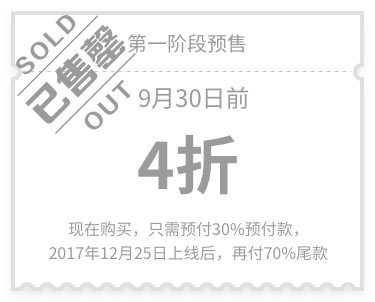 SOLD
已售罄
OUT
第一阶段预售
9月30日前
4折
现在购买，只需预付30%预付款，
2017年12月25日上线后，再付70%尾款